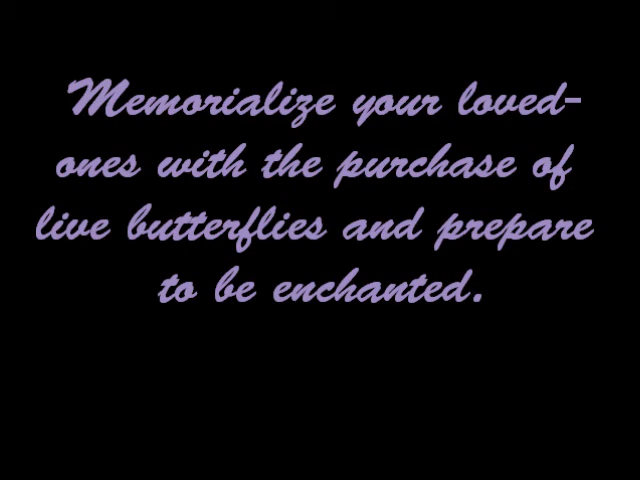 Memorialize your loved-
ones with the purchase of
live butterflies and prepare
to be enchanted.